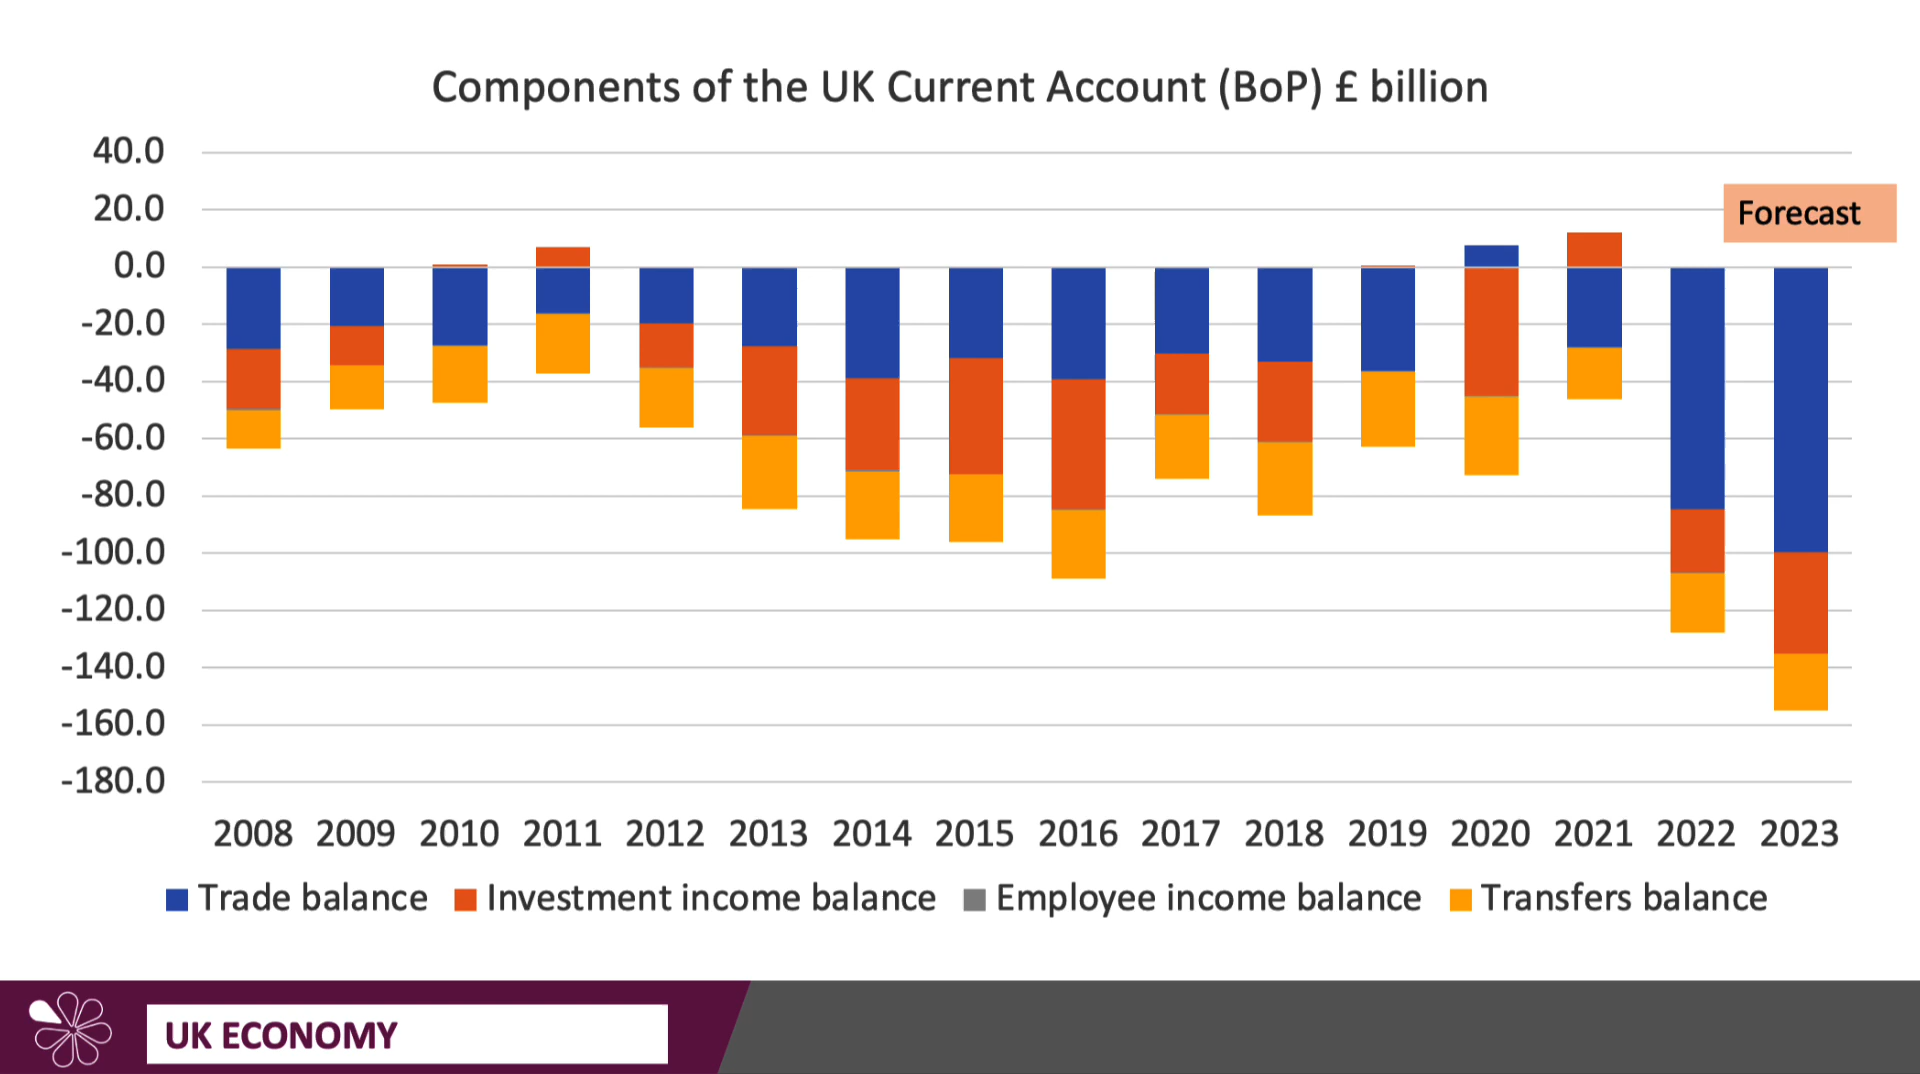 Components of the UK Current Account (BoP) £ billion
40.0
20.0
Forecast
0.0
-20.0
-40.0
-60.0
-80.0
-100.0
-120.0
-140.0
-160.0
-180.0
2008 2009 2010 2011 2012 2013 2014 2015 2016 2017 2018 2019 2020 2021 2022 2023
Trade balance Investment income balance Employee income balance Transfers balance
UK ECONOMY